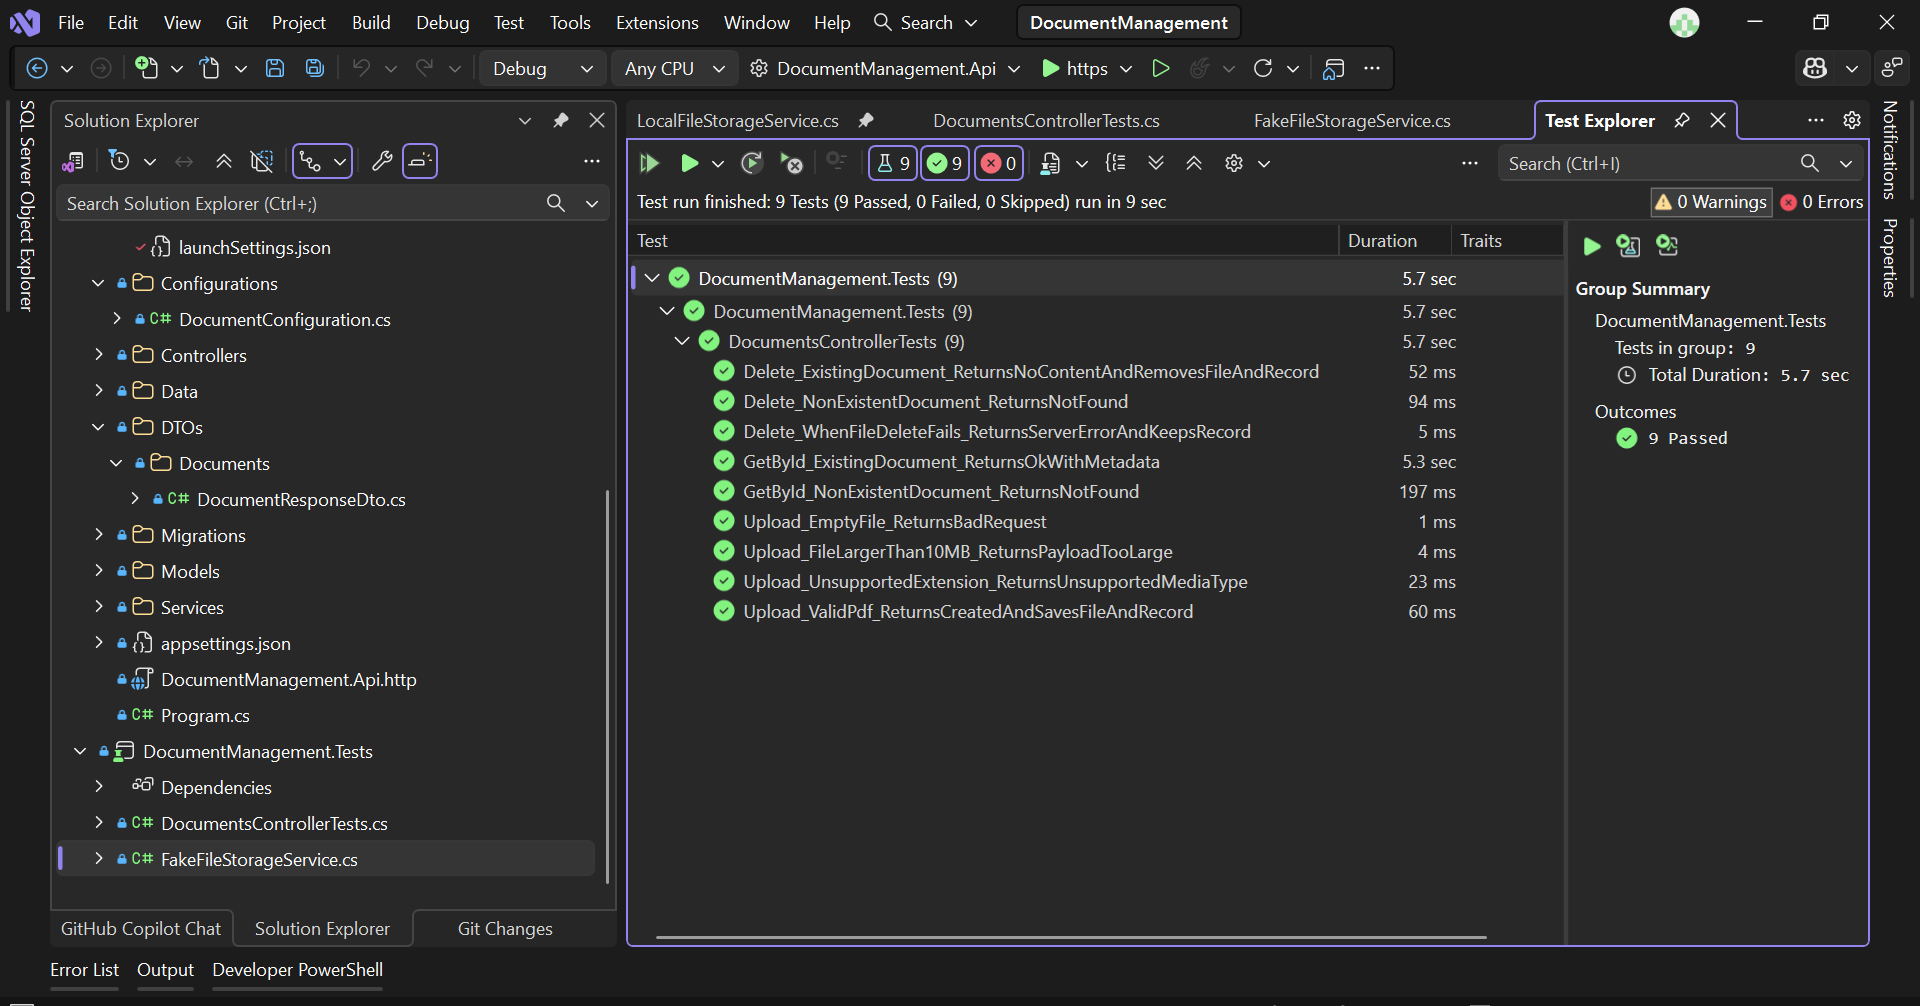 File Edit View Git Project Build Debug Test Tools Extensions Window Help Search DocumentManagement
Debug Any CPU DocumentManagement.Api https
SQL Server Object Explorer
Solution Explorer
Search Solution Explorer (Ctrl+;)
launchSettings.json
Configurations
C# DocumentConfiguration.cs
Controllers
Data
DTOs
Documents
C# DocumentResponseDto.cs
Migrations
Models
Services
appsettings.json
DocumentManagement.Api.http
C# Program.cs
DocumentManagement.Tests
Dependencies
C# DocumentsControllerTests.cs
C# FakeFileStorageService.cs
GitHub Copilot Chat Solution Explorer Git Changes
LocalFileStorageService.cs DocumentsControllerTests.cs FakeFileStorageService.cs Test Explorer
9 9 0 Search (Ctrl+I)
Test run finished: 9 Tests (9 Passed, 0 Failed, 0 Skipped) run in 9 sec 0 Warnings 0 Errors
Test Duration Traits
DocumentManagement.Tests (9) 5.7 sec
DocumentManagement.Tests (9) 5.7 sec
DocumentsControllerTests (9) 5.7 sec
Delete_ExistingDocument_ReturnsNoContentAndRemovesFileAndRecord 52 ms
Delete_NonExistentDocument_ReturnsNotFound 94 ms
Delete_WhenFileDeleteFails_ReturnsServerErrorAndKeepsRecord 5 ms
GetById_ExistingDocument_ReturnsOkWithMetadata 5.3 sec
GetById_NonExistentDocument_ReturnsNotFound 197 ms
Upload_EmptyFile_ReturnsBadRequest 1 ms
Upload_FileLargerThan10MB_ReturnsPayloadTooLarge 4 ms
Upload_UnsupportedExtension_ReturnsUnsupportedMediaType 23 ms
Upload_ValidPdf_ReturnsCreatedAndSavesFileAndRecord 60 ms
Group Summary
DocumentManagement.Tests
Tests in group: 9
Total Duration: 5.7 sec
Outcomes
9 Passed
Notifications
Properties
Error List Output Developer PowerShell